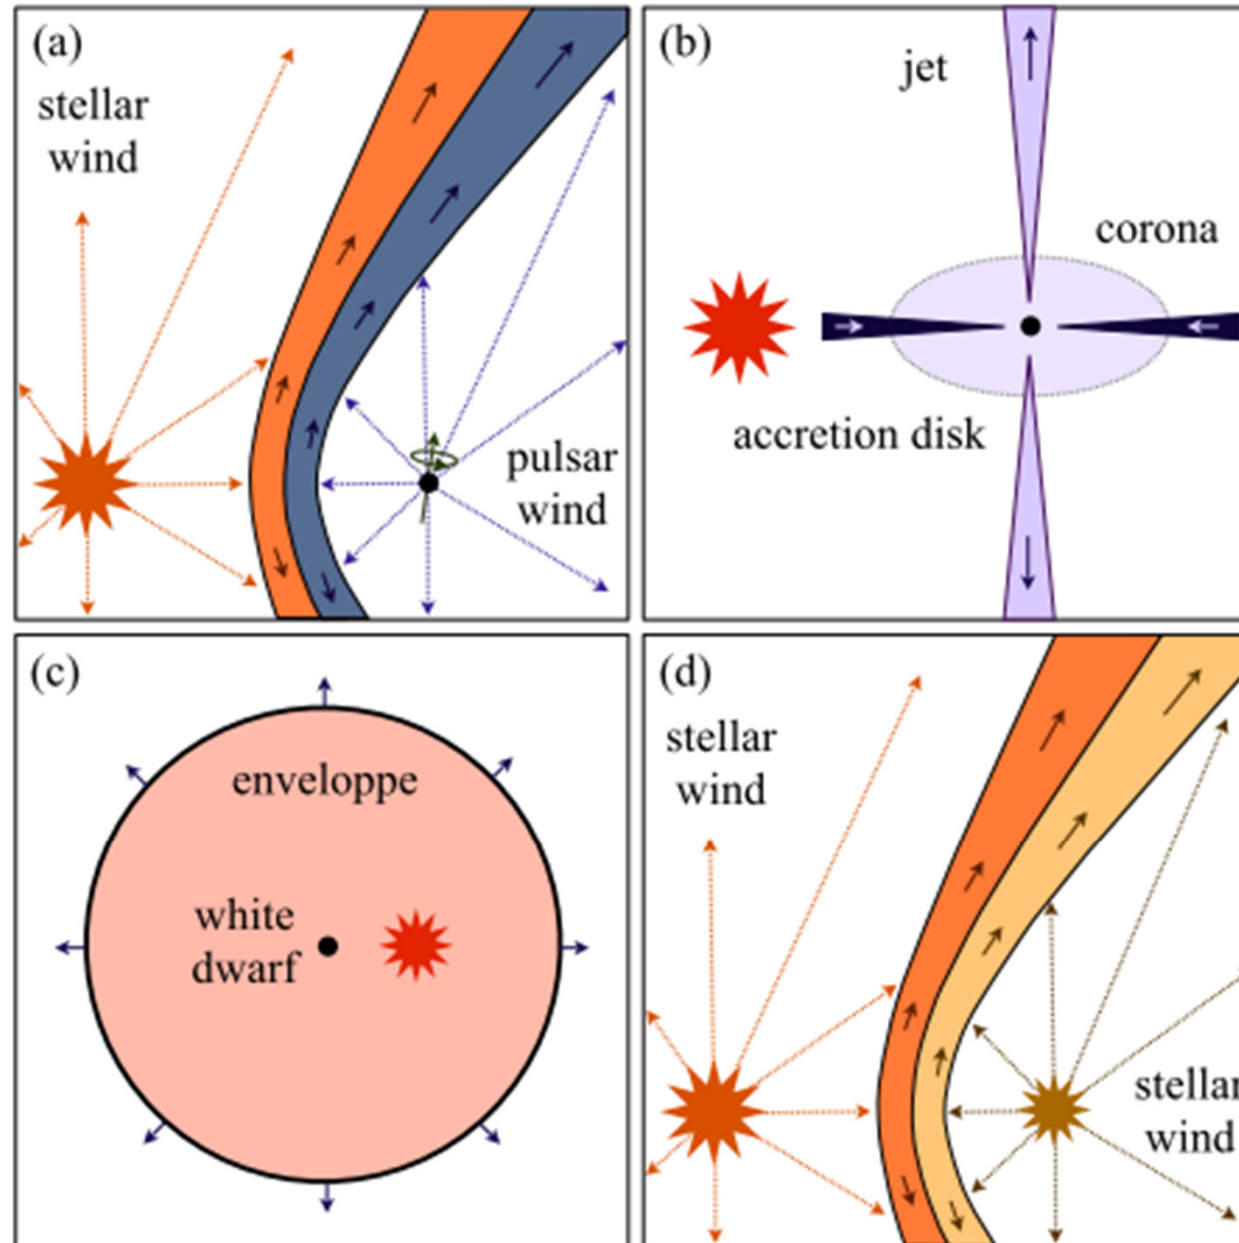 (a)
stellar
wind
pulsar
wind
(b)
jet
corona
accretion disk
(c)
enveloppe
white
dwarf
(d)
stellar
wind
stellar
wind